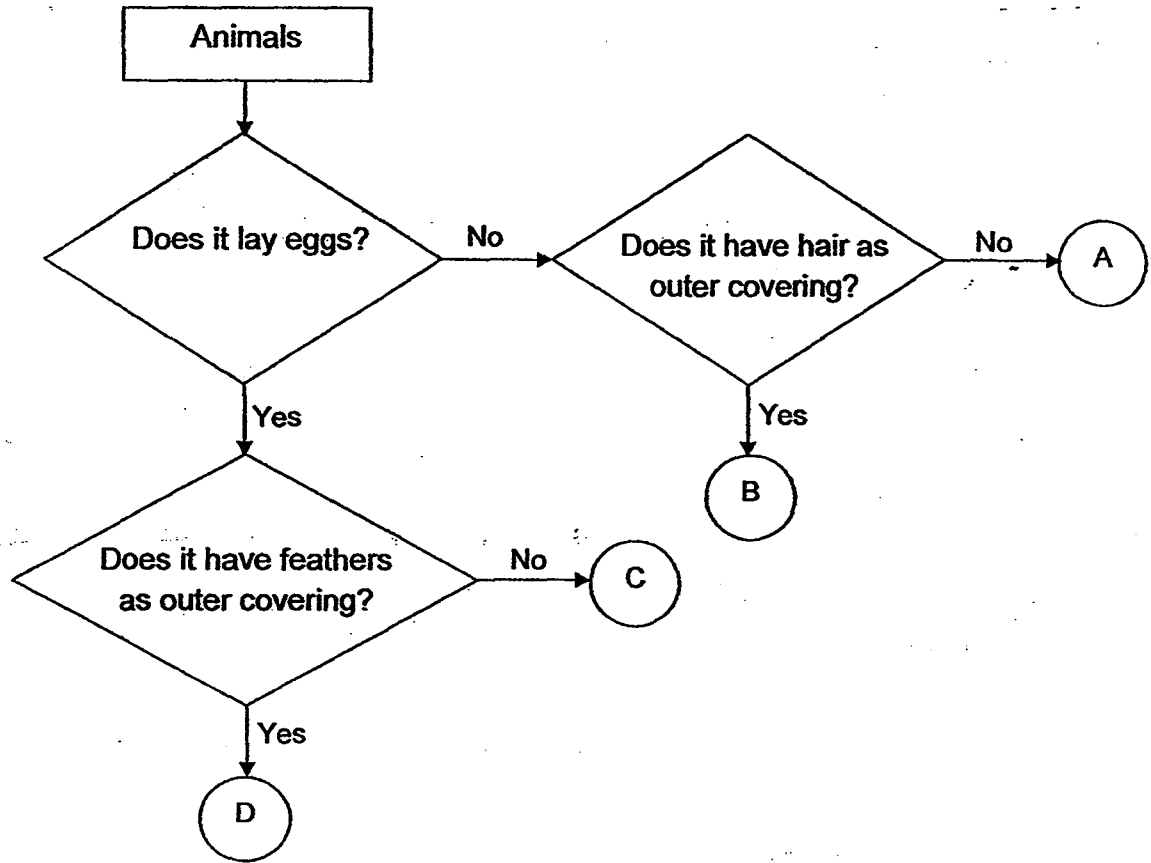 Animals
Does it lay eggs?
No
Does it have hair as
outer covering?
No
A
Yes
Yes
B
Does it have feathers
as outer covering?
No
C
Yes
D